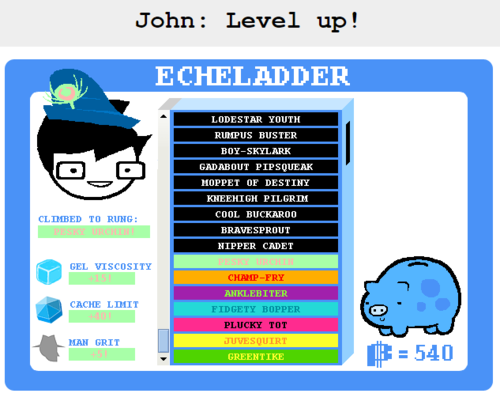 John: Level up!
ECHELADDER
LODESTAR YOUTH
RUMPUS BUSTER
BOY-SKYLARK
GADABOUT PIPSQUEAK
MOPPET OF DESTINY
KNEEHIGH PILGRIM
COOL BUCKAROO
BRAVESPROUT
NIPPER CADET
PESKY URCHIN
CHAMP-FRY
ANKLEBITER
FIDGETY BOPPER
PLUCKY TOT
JUVESQUIRT
GREENTIKE
CLIMBED TO RUNG:
PESKY URCHIN!
GEL VISCOSITY
+15!
CACHE LIMIT
+40!
MAN GRIT
+5!
= 540